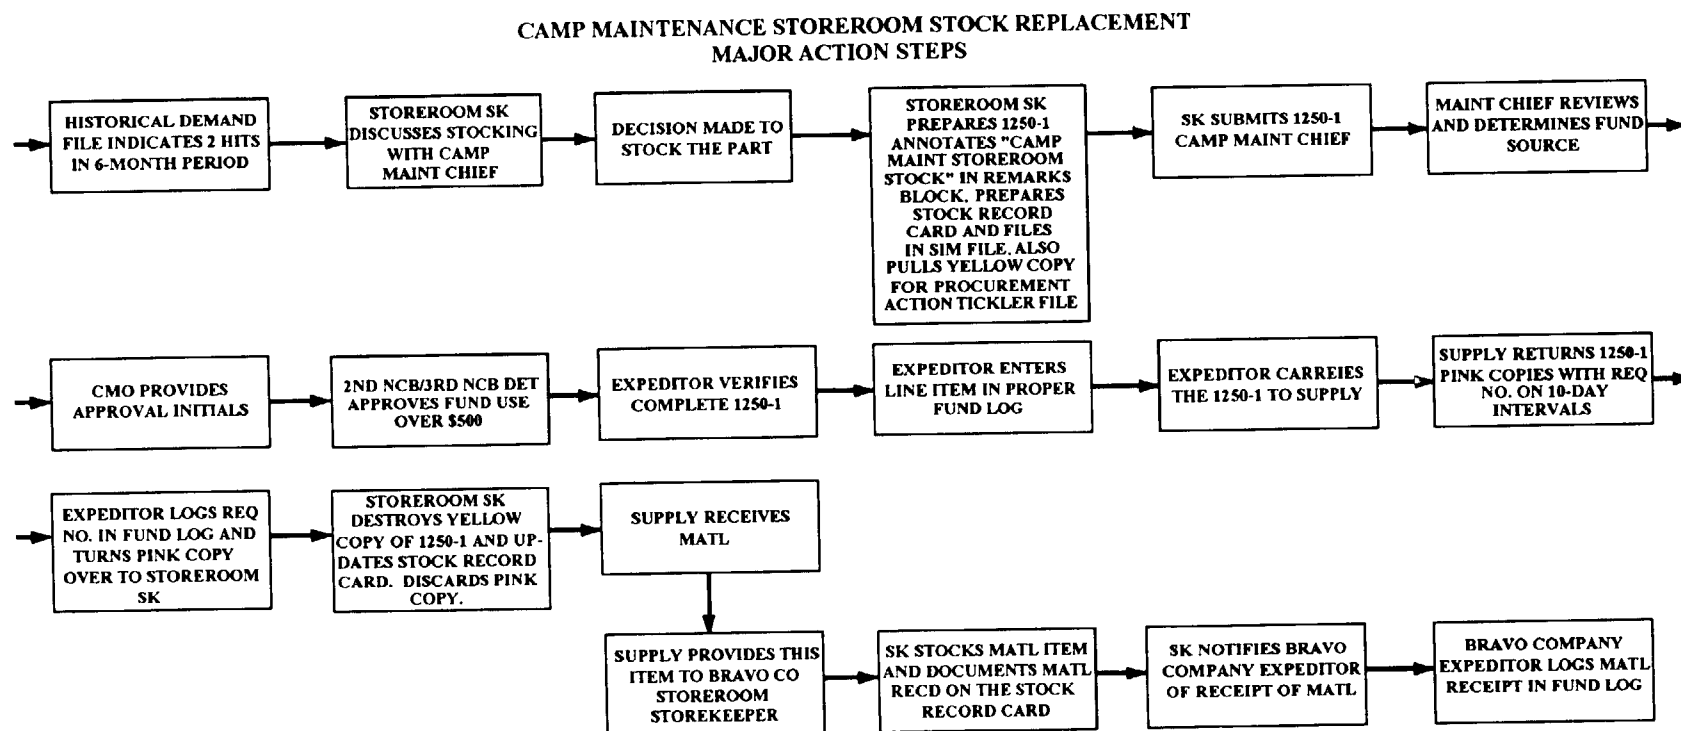 CAMP MAINTENANCE STOREROOM STOCK REPLACEMENT
MAJOR ACTION STEPS
HISTORICAL DEMAND
FILE INDICATES 2 HITS
IN 6-MONTH PERIOD
STOREROOM SK
DISCUSSES STOCKING
WITH CAMP
MAINT CHIEF
DECISION MADE TO
STOCK THE PART
STOREROOM SK
PREPARES 1250-1
ANNOTATES "CAMP
MAINT STOREROOM
STOCK" IN REMARKS
BLOCK, PREPARES
STOCK RECORD
CARD AND FILES
IN SIM FILE, ALSO
PULLS YELLOW COPY
FOR PROCUREMENT
ACTION TICKLER FILE
SK SUBMITS 1250-1
CAMP MAINT CHIEF
MAINT CHIEF REVIEWS
AND DETERMINES FUND
SOURCE
CMO PROVIDES
APPROVAL INITIALS
2ND NCB/3RD NCB DET
APPROVES FUND USE
OVER $500
EXPEDITOR VERIFIES
COMPLETE 1250-1
EXPEDITOR ENTERS
LINE ITEM IN PROPER
FUND LOG
EXPEDITOR CARREIES
THE 1250-1 TO SUPPLY
SUPPLY RETURNS 1250-1
PINK COPIES WITH REQ
NO. ON 10-DAY
INTERVALS
EXPEDITOR LOGS REQ
NO. IN FUND LOG AND
TURNS PINK COPY
OVER TO STOREROOM
SK
STOREROOM SK
DESTROYS YELLOW
COPY OF 1250-1 AND UP-
DATES STOCK RECORD
CARD. DISCARDS PINK
COPY.
SUPPLY RECEIVES
MATL
SUPPLY PROVIDES THIS
ITEM TO BRAVO CO
STOREROOM
STOREKEEPER
SK STOCKS MATL ITEM
AND DOCUMENTS MATL
RECD ON THE STOCK
RECORD CARD
SK NOTIFIES BRAVO
COMPANY EXPEDITOR
OF RECEIPT OF MATL
BRAVO COMPANY
EXPEDITOR LOGS MATL
RECEIPT IN FUND LOG